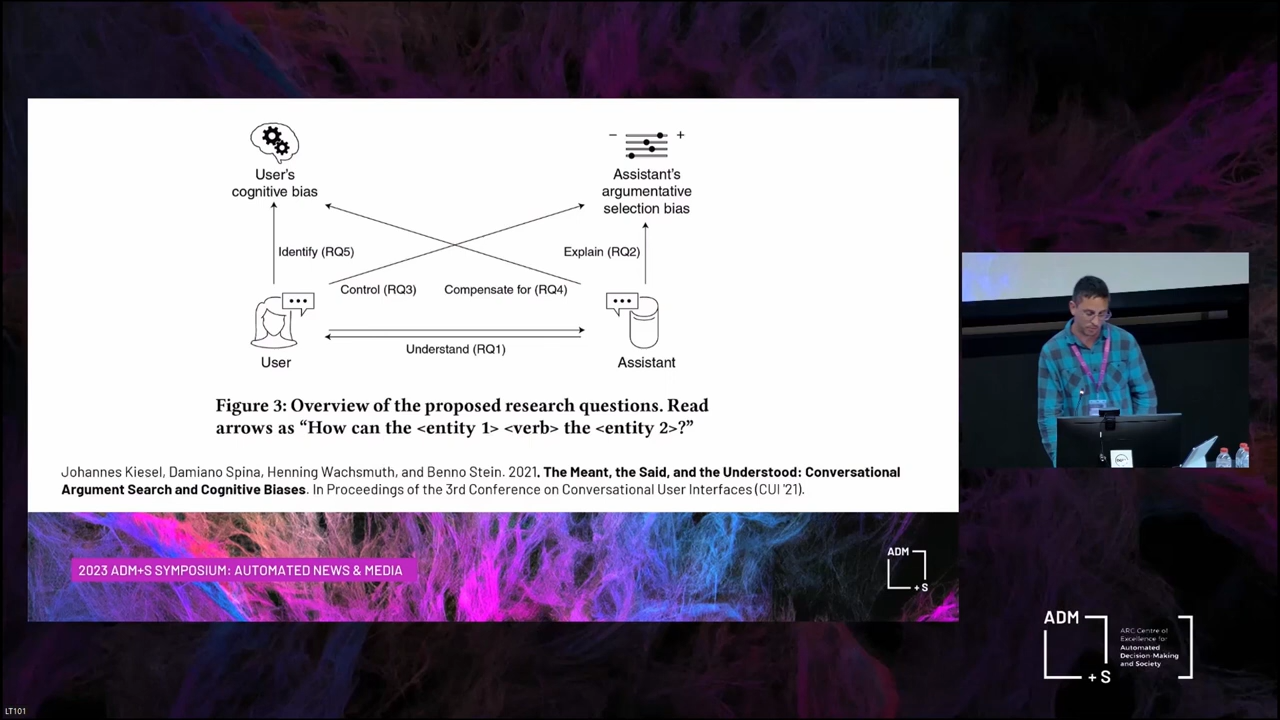 − +
User's
cognitive bias
Assistant's
argumentative
selection bias
Identify (RQ5)
Explain (RQ2)
Control (RQ3)
Compensate for (RQ4)
Understand (RQ1)
User
Assistant
Figure 3: Overview of the proposed research questions. Read
arrows as “How can the <entity 1> <verb> the <entity 2>?”
Johannes Kiesel, Damiano Spina, Henning Wachsmuth, and Benno Stein. 2021. The Meant, the Said, and the Understood: Conversational
Argument Search and Cognitive Biases. In Proceedings of the 3rd Conference on Conversational User Interfaces (CUI '21).
2023 ADM+S SYMPOSIUM: AUTOMATED NEWS & MEDIA
ADM
+ S
ADM
+ S
ARC Centre of
Excellence for
Automated
Decision-Making
and Society
LT101